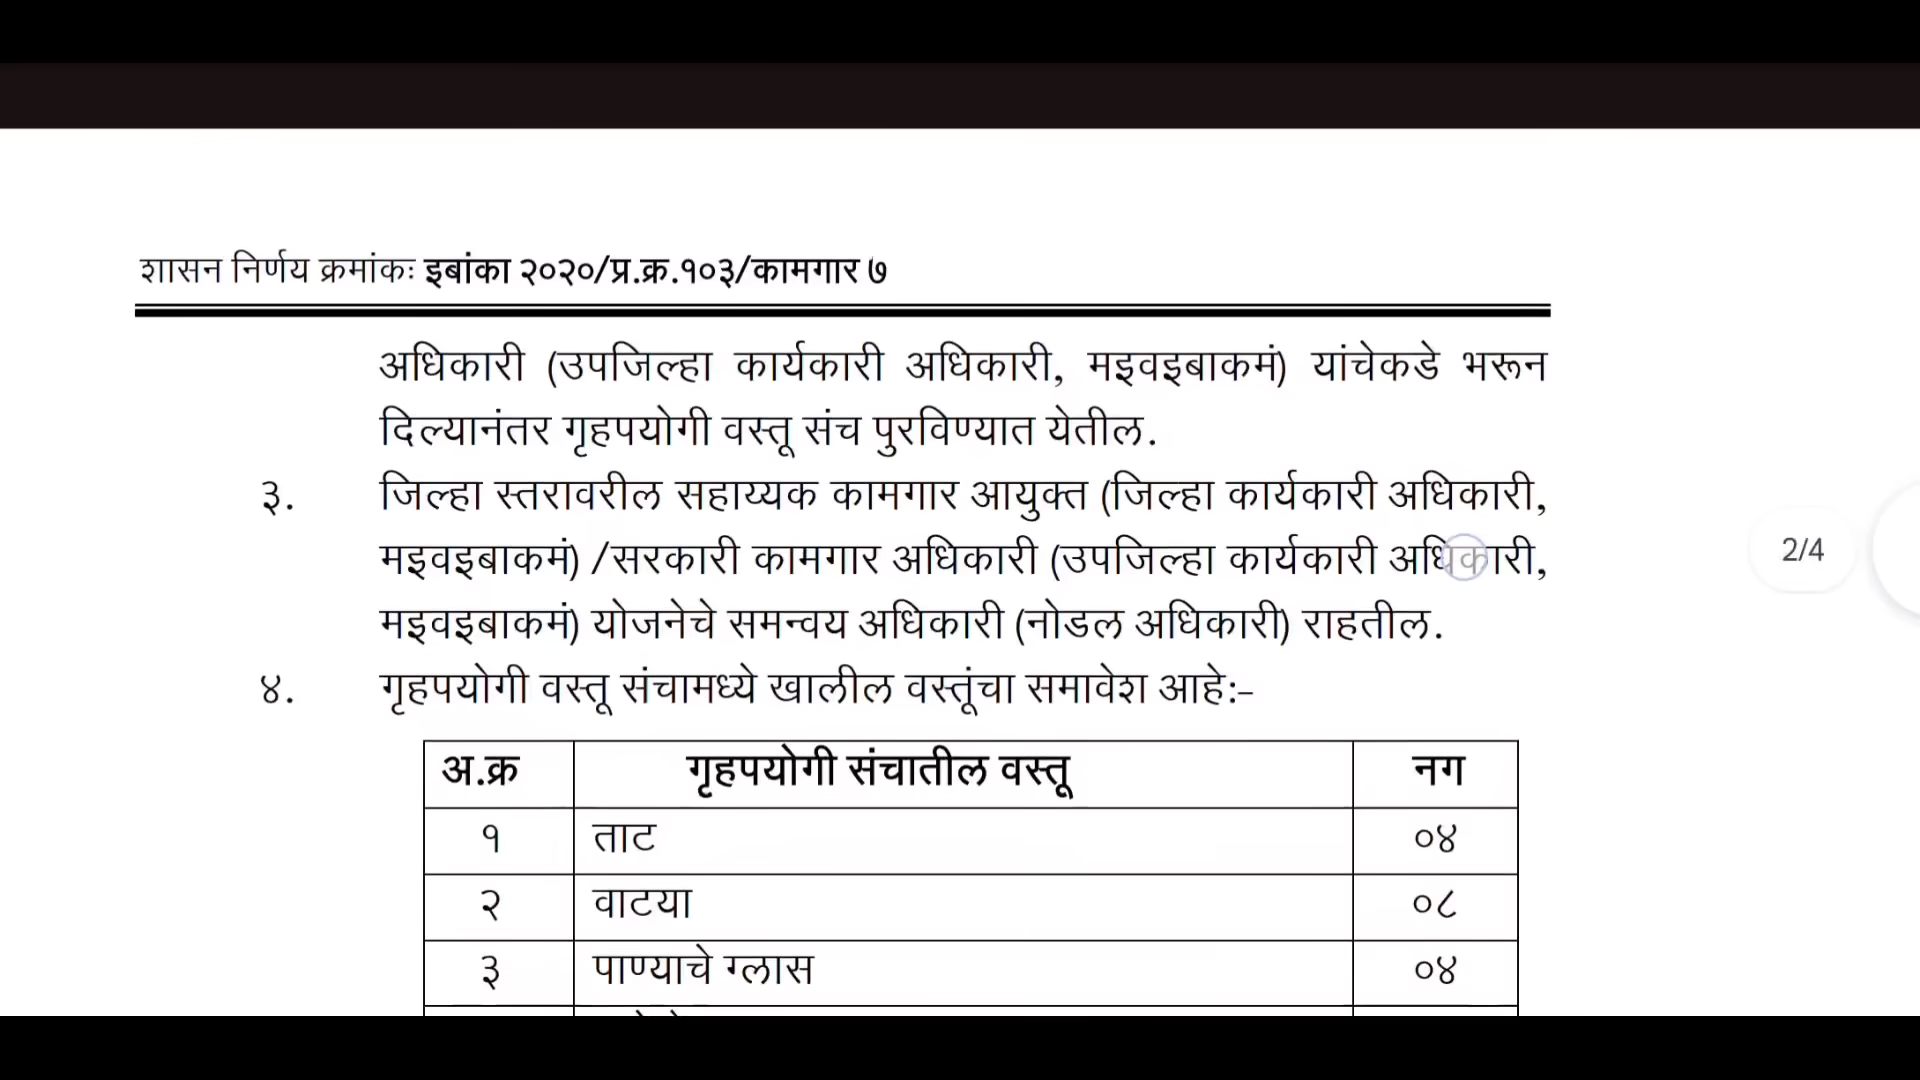 शासन निर्णय क्रमांकः इबांका २०२०/प्र.क्र.१०३/कामगार ७
अधिकारी (उपजिल्हा कार्यकारी अधिकारी, मइवइबाकमं) यांचेकडे भरून
दिल्यानंतर गृहपयोगी वस्तू संच पुरविण्यात येतील.
३. जिल्हा स्तरावरील सहाय्यक कामगार आयुक्त (जिल्हा कार्यकारी अधिकारी,
मइवइबाकमं) /सरकारी कामगार अधिकारी (उपजिल्हा कार्यकारी अधिकारी,
मइवइबाकमं) योजनेचे समन्वय अधिकारी (नोडल अधिकारी) राहतील.
2/4
४. गृहपयोगी वस्तू संचामध्ये खालील वस्तूंचा समावेश आहे:-
अ.क्र गृहपयोगी संचातील वस्तू नग
१ ताट ०४
२ वाटया ०८
३ पाण्याचे ग्लास ०४